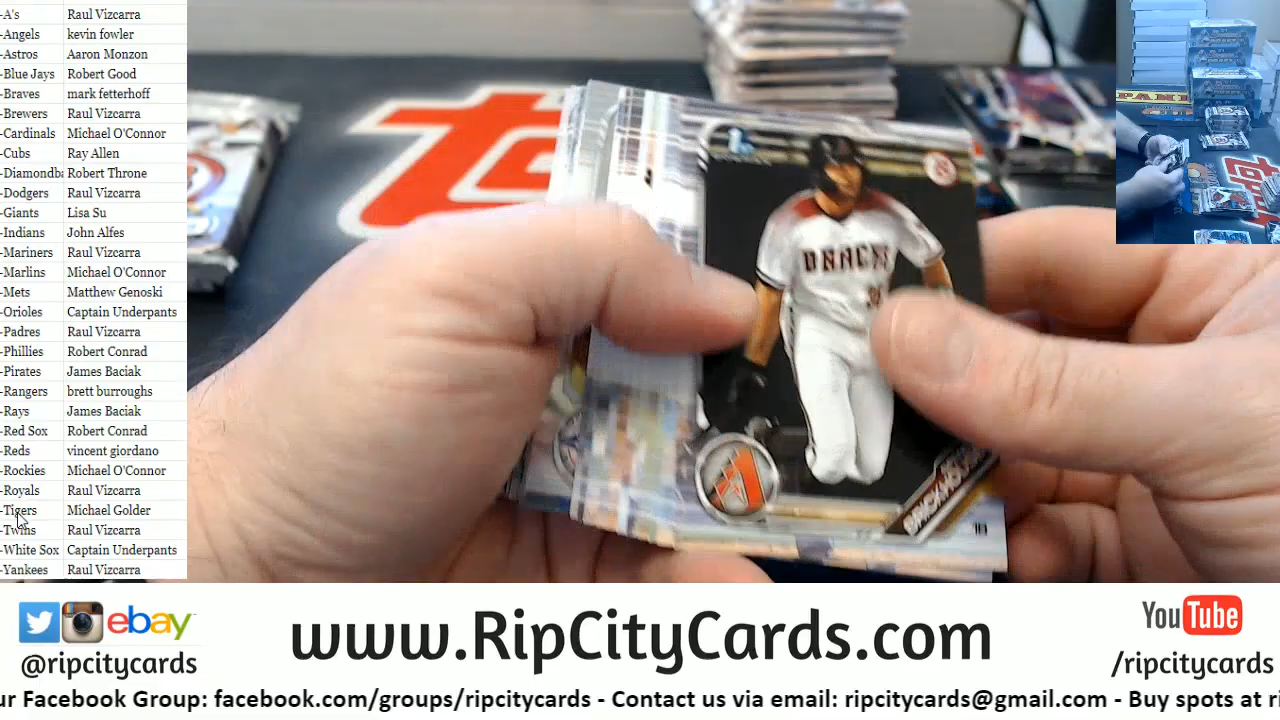 -A's Raul Vizcarra
-Angels kevin fowler
-Astros Aaron Monzon
-Blue Jays Robert Good
-Braves mark fetterhoff
-Brewers Raul Vizcarra
-Cardinals Michael O'Connor
-Cubs Ray Allen
-Diamondba Robert Throne
-Dodgers Raul Vizcarra
-Giants Lisa Su
-Indians John Alfes
-Mariners Raul Vizcarra
-Marlins Michael O'Connor
-Mets Matthew Genoski
-Orioles Captain Underpants
-Padres Raul Vizcarra
-Phillies Robert Conrad
-Pirates James Baciak
-Rangers brett burroughs
-Rays James Baciak
-Red Sox Robert Conrad
-Reds vincent giordano
-Rockies Michael O'Connor
-Royals Raul Vizcarra
-Tigers Michael Golder
-Twins Raul Vizcarra
-White Sox Captain Underpants
-Yankees Raul Vizcarra
PANINI
ebay
@ripcitycards
www.RipCityCards.com
YouTube
/ripcitycards
ur Facebook Group: facebook.com/groups/ripcitycards - Contact us via email: ripcitycards@gmail.com - Buy spots at ri